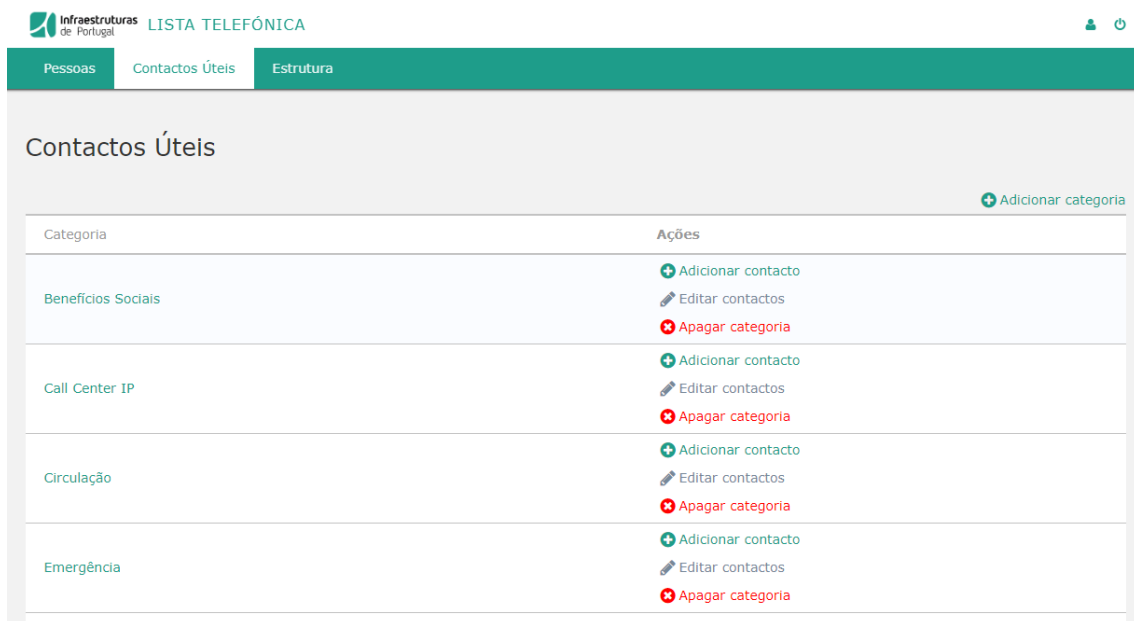 Infraestruturas
de Portugal
LISTA TELEFÓNICA
Pessoas Contactos Úteis Estrutura
Contactos Úteis
Adicionar categoria
Categoria Ações
Adicionar contacto
Benefícios Sociais Editar contactos
Apagar categoria
Adicionar contacto
Call Center IP Editar contactos
Apagar categoria
Adicionar contacto
Circulação Editar contactos
Apagar categoria
Adicionar contacto
Emergência Editar contactos
Apagar categoria